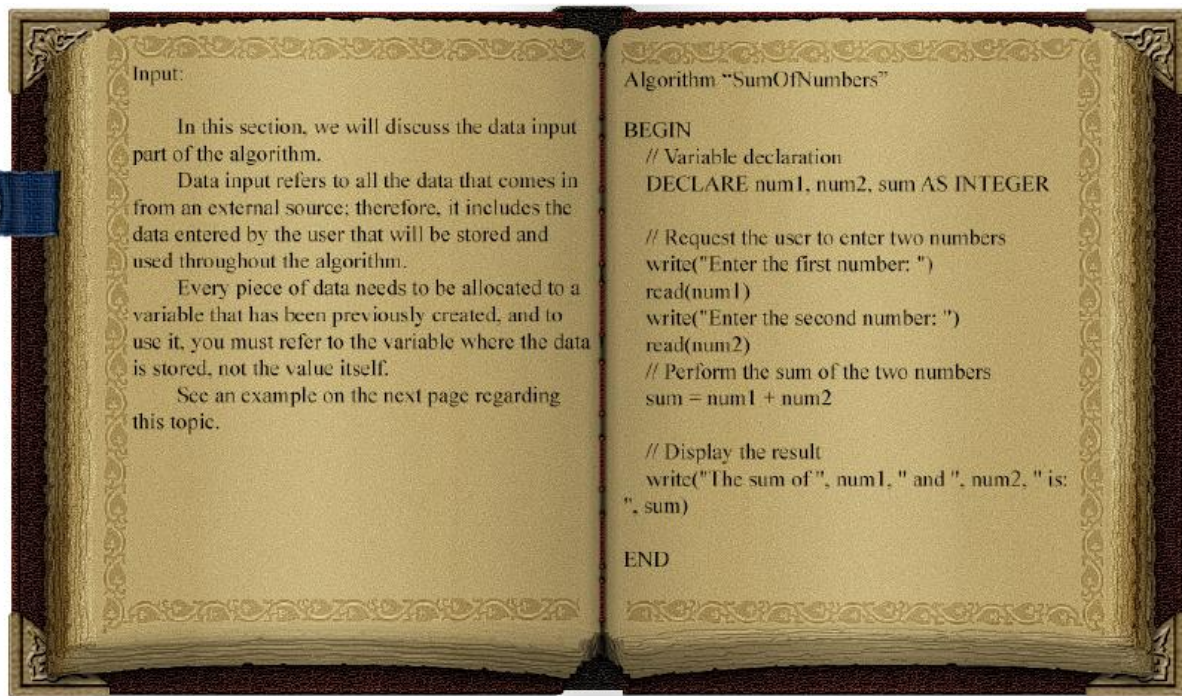 Input:
In this section, we will discuss the data input
part of the algorithm.
Data input refers to all the data that comes in
from an external source; therefore, it includes the
data entered by the user that will be stored and
used throughout the algorithm.
Every piece of data needs to be allocated to a
variable that has been previously created, and to
use it, you must refer to the variable where the data
is stored, not the value itself.
See an example on the next page regarding
this topic.
Algorithm “SumOfNumbers”
BEGIN
// Variable declaration
DECLARE num1, num2, sum AS INTEGER
// Request the user to enter two numbers
write("Enter the first number: ")
read(num1)
write("Enter the second number: ")
read(num2)
// Perform the sum of the two numbers
sum = num1 + num2
// Display the result
write("The sum of ", num1, " and ", num2, " is:
", sum)
END